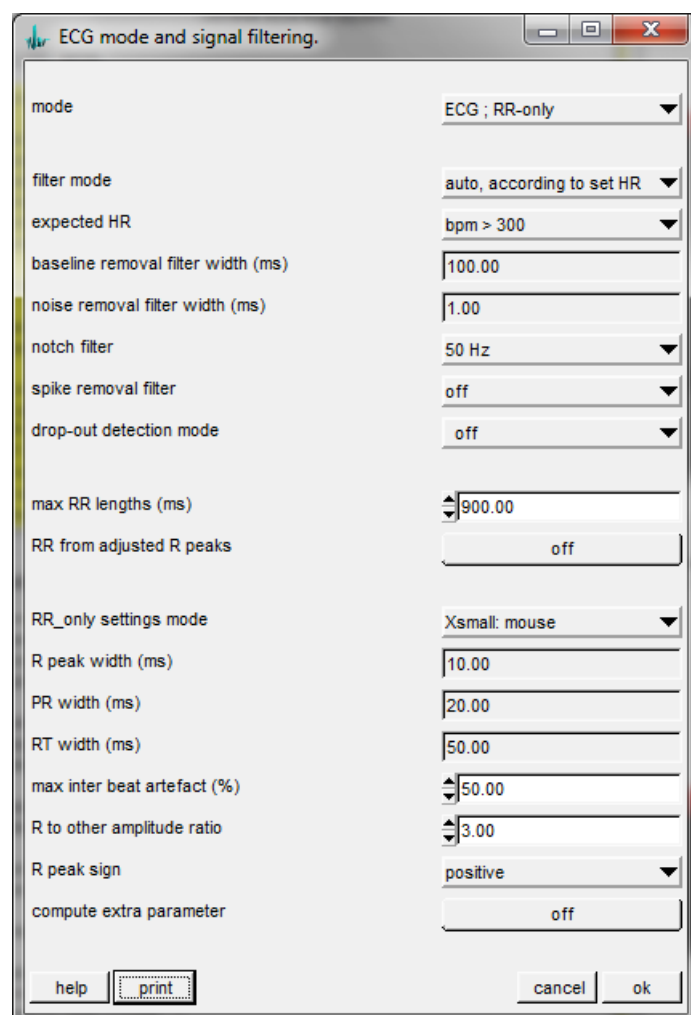 ECG mode and signal filtering.
mode ECG ; RR-only
filter mode auto, according to set HR
expected HR bpm > 300
baseline removal filter width (ms) 100.00
noise removal filter width (ms) 1.00
notch filter 50 Hz
spike removal filter off
drop-out detection mode off
max RR lengths (ms) 900.00
RR from adjusted R peaks off
RR_only settings mode Xsmall: mouse
R peak width (ms) 10.00
PR width (ms) 20.00
RT width (ms) 50.00
max inter beat artefact (%) 50.00
R to other amplitude ratio 3.00
R peak sign positive
compute extra parameter off
help print cancel ok